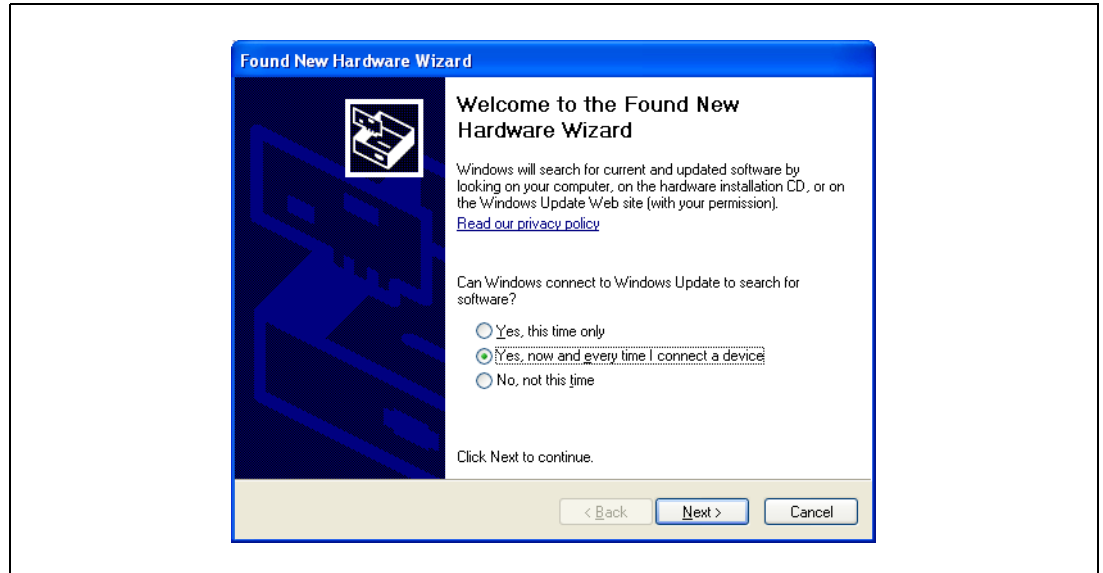 Found New Hardware Wizard
Welcome to the Found New
Hardware Wizard
Windows will search for current and updated software by
looking on your computer, on the hardware installation CD, or on
the Windows Update Web site (with your permission).
Read our privacy policy
Can Windows connect to Windows Update to search for
software?
Yes, this time only
Yes, now and every time I connect a device
No, not this time
Click Next to continue.
< Back
Next >
Cancel